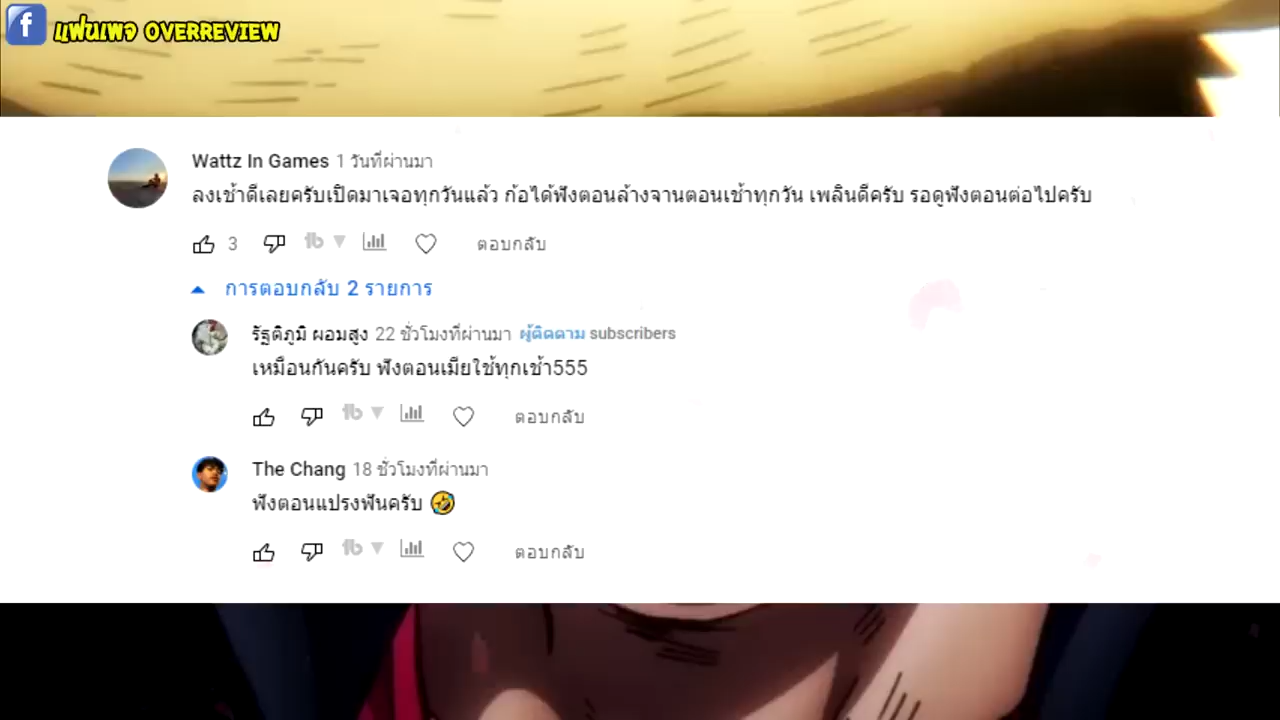 แฟนเพจ OVERREVIEW
Wattz In Games 1 วันที่ผ่านมา
ลงเช้าดีเลยครับเปิดมาเจอทุกวันแล้ว ก้อได้ฟังตอนล้างจานตอนเช้าทุกวัน เพลินดีครับ รอดูฟังตอนต่อไปครับ
3 ตอบกลับ
การตอบกลับ 2 รายการ
รัฐติภูมิ ผอมสูง 22 ชั่วโมงที่ผ่านมา ผู้ติดตาม subscribers
เหมือนกันครับ ฟังตอนเมียใช้ทุกเช้า555
ตอบกลับ
The Chang 18 ชั่วโมงที่ผ่านมา
ฟังตอนแปรงฟันครับ 🤣
ตอบกลับ